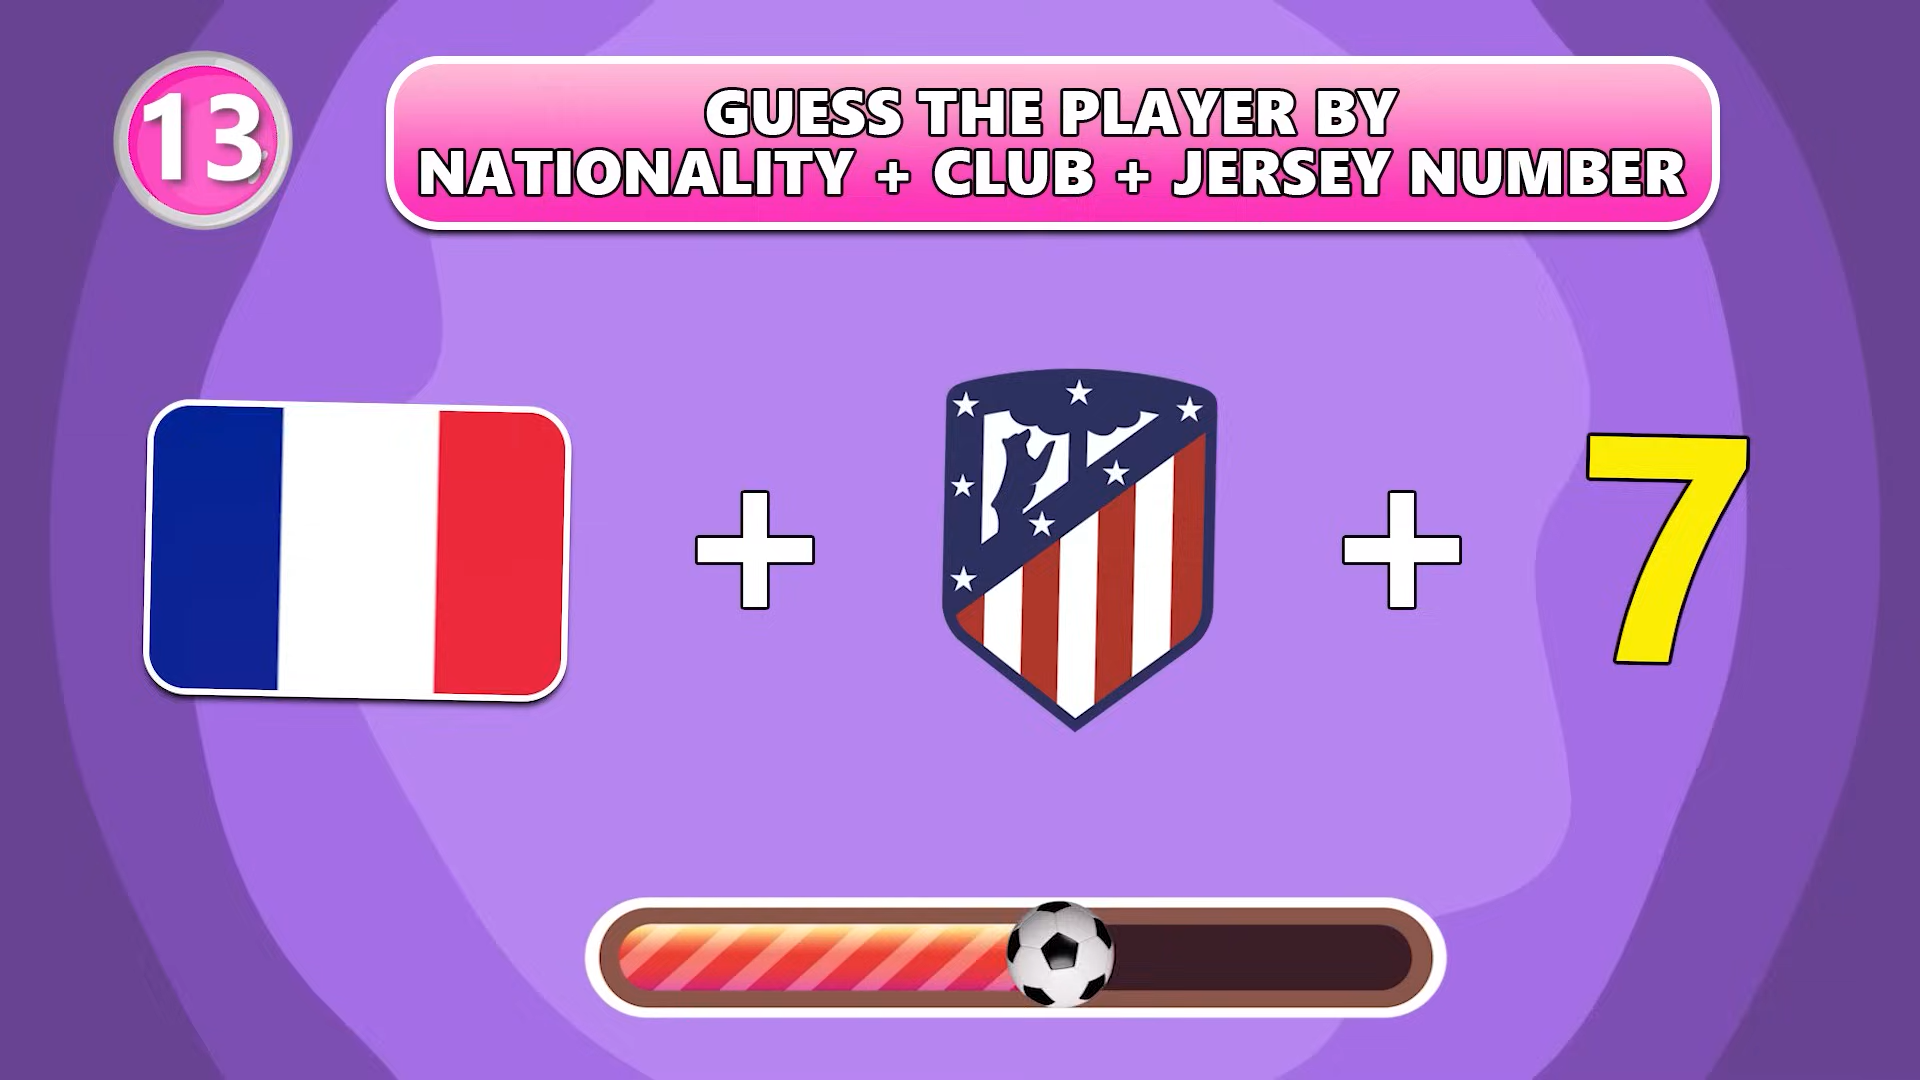 13
GUESS THE PLAYER BY
NATIONALITY + CLUB + JERSEY NUMBER
+ + 7